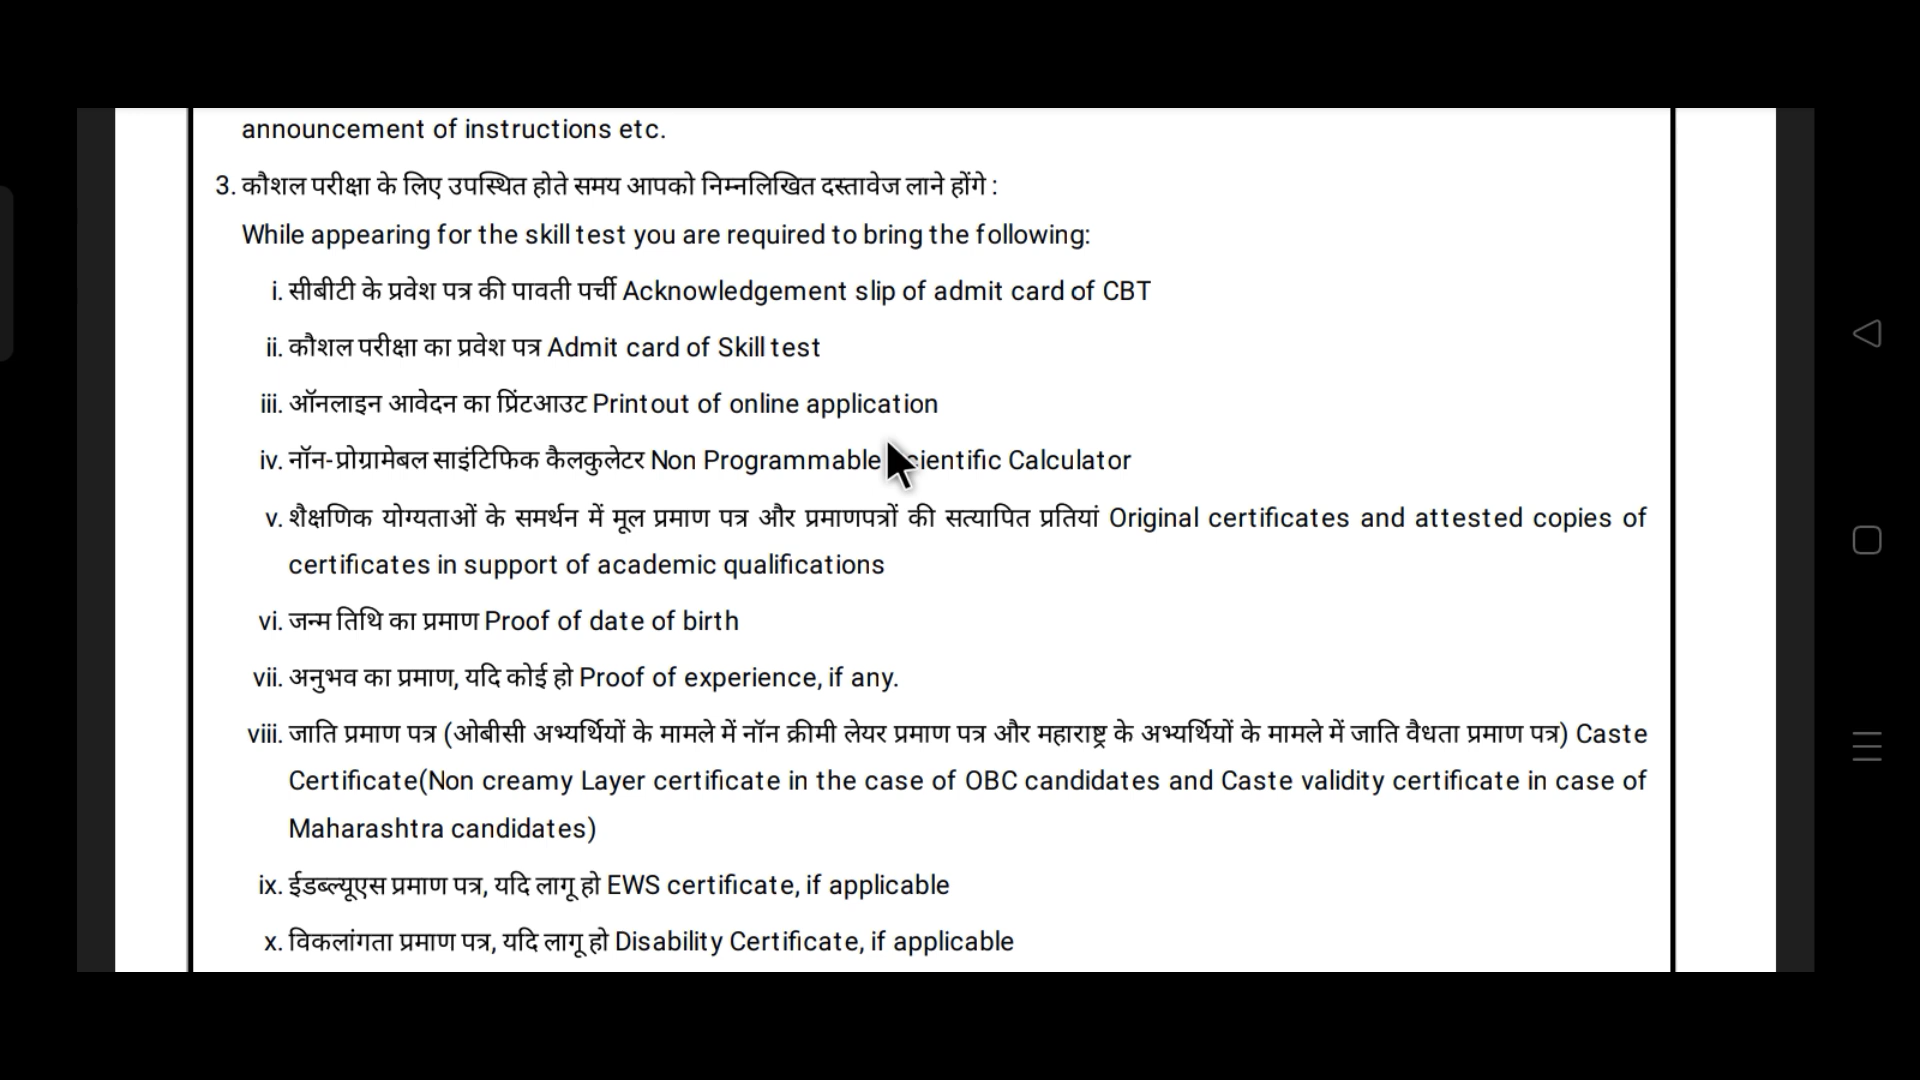 announcement of instructions etc.
3. कौशल परीक्षा के लिए उपस्थित होते समय आपको निम्नलिखित दस्तावेज लाने होंगे :
While appearing for the skill test you are required to bring the following:
i. सीबीटी के प्रवेश पत्र की पावती पर्ची Acknowledgement slip of admit card of CBT
ii. कौशल परीक्षा का प्रवेश पत्र Admit card of Skill test
iii. ऑनलाइन आवेदन का प्रिंटआउट Printout of online application
iv. नॉन-प्रोग्रामेबल साइंटिफिक कैलकुलेटर Non Programmable Scientific Calculator
v. शैक्षणिक योग्यताओं के समर्थन में मूल प्रमाण पत्र और प्रमाणपत्रों की सत्यापित प्रतियां Original certificates and attested copies of
certificates in support of academic qualifications
vi. जन्म तिथि का प्रमाण Proof of date of birth
vii. अनुभव का प्रमाण, यदि कोई हो Proof of experience, if any.
viii. जाति प्रमाण पत्र (ओबीसी अभ्यर्थियों के मामले में नॉन क्रीमी लेयर प्रमाण पत्र और महाराष्ट्र के अभ्यर्थियों के मामले में जाति वैधता प्रमाण पत्र) Caste
Certificate(Non creamy Layer certificate in the case of OBC candidates and Caste validity certificate in case of
Maharashtra candidates)
ix. ईडब्ल्यूएस प्रमाण पत्र, यदि लागू हो EWS certificate, if applicable
x. विकलांगता प्रमाण पत्र, यदि लागू हो Disability Certificate, if applicable